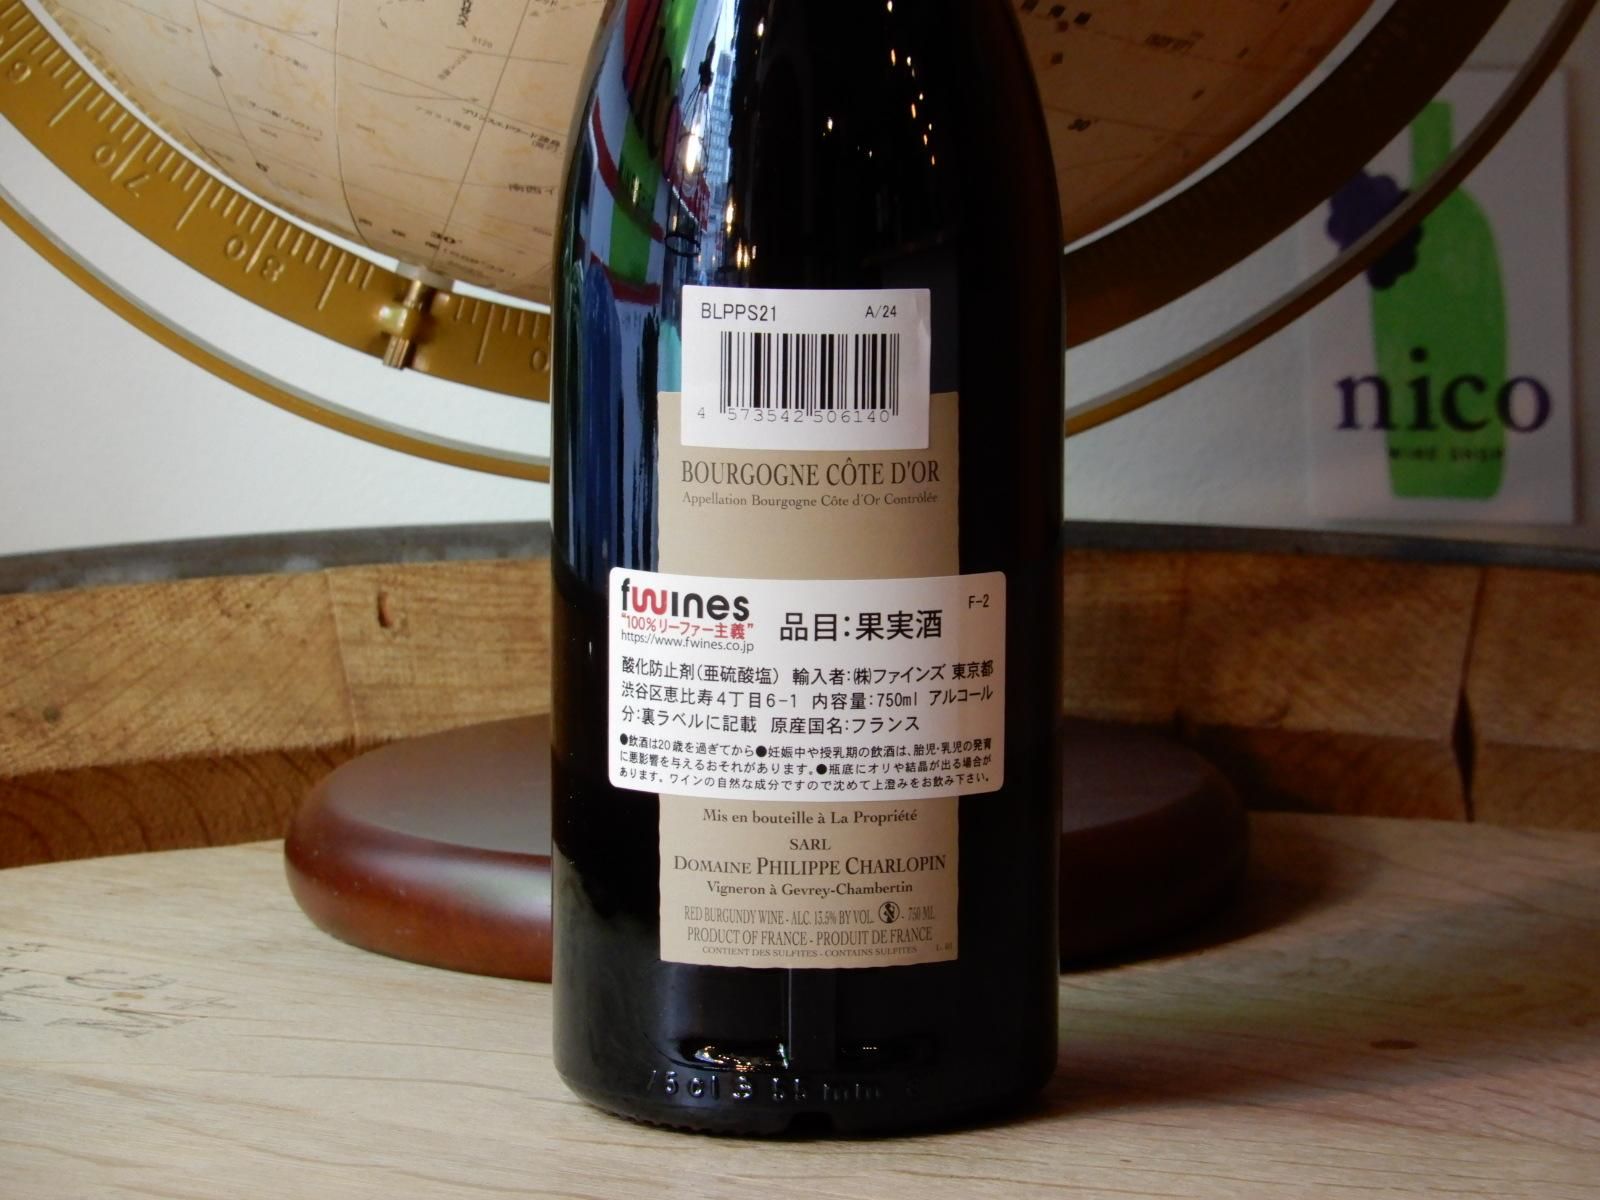 BLPPS21 A/24
4 573542 506140
BOURGOGNE CÔTE D'OR
Appellation Bourgogne Côte d'Or Contrôlée
fwines
"100%リーファー主義"
https://www.fwines.co.jp
品目：果実酒
F-2
酸化防止剤（亜硫酸塩） 輸入者：㈱ファインズ 東京都
渋谷区恵比寿4丁目6-1 内容量：750ml アルコール
分：裏ラベルに記載 原産国名：フランス
●飲酒は20歳を過ぎてから●妊娠中や授乳期の飲酒は、胎児・乳児の発育
に悪影響を与えるおそれがあります。●瓶底にオリや結晶が出る場合が
あります。ワインの自然な成分ですので沈めて上澄みをお飲み下さい。
Mis en bouteille à La Propriété
SARL
DOMAINE PHILIPPE CHARLOPIN
Vigneron à Gevrey-Chambertin
RED BURGUNDY WINE - ALC. 13.5% BY VOL. - 750 ML
PRODUCT OF FRANCE - PRODUIT DE FRANCE
CONTIENT DES SULFITES - CONTAINS SULFITES
75cl 55 mm
nico
WINE SHOP
70
80
30°